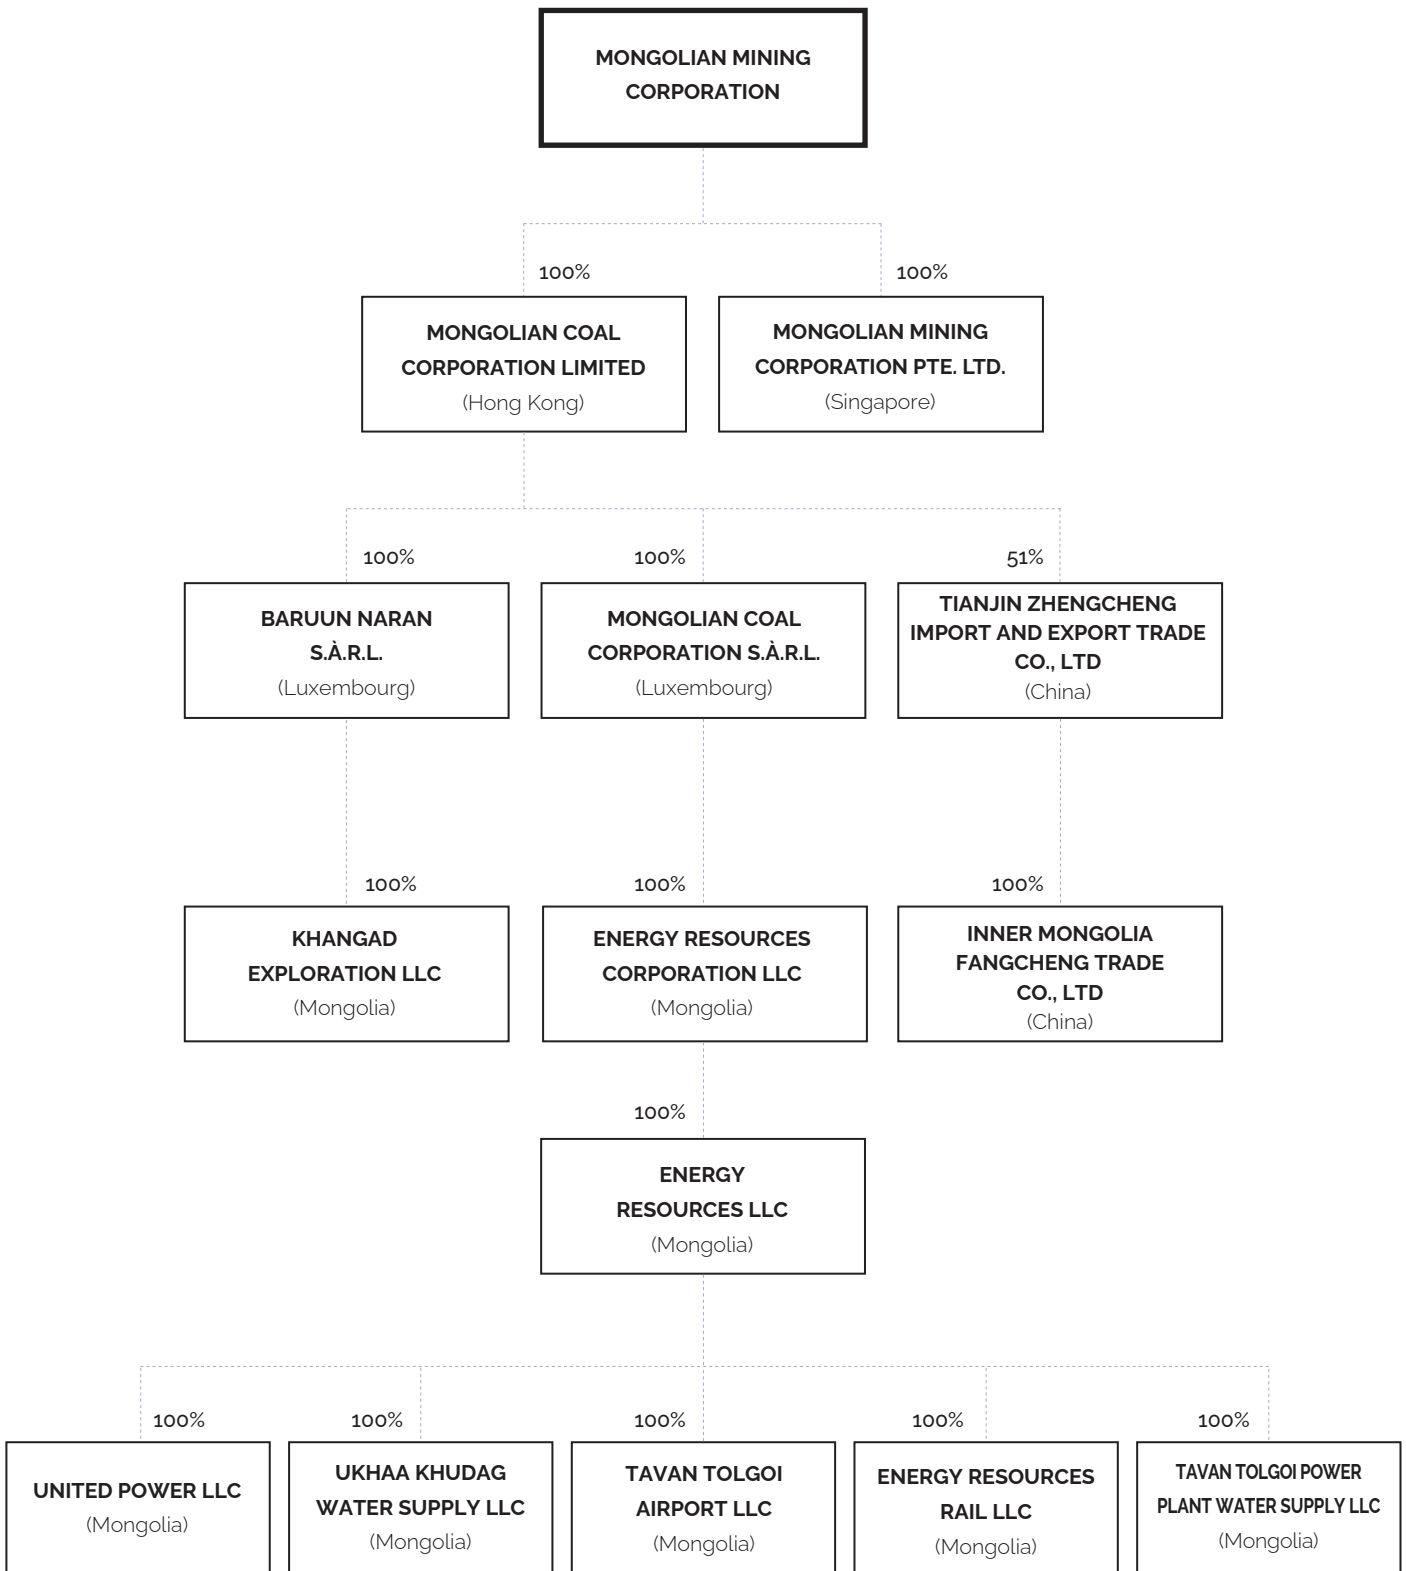 MONGOLIAN MINING
CORPORATION
100%
100%
MONGOLIAN COAL
CORPORATION LIMITED
(Hong Kong)
MONGOLIAN MINING
CORPORATION PTE. LTD.
(Singapore)
100%
100%
51%
BARUUN NARAN
S.À.R.L.
(Luxembourg)
MONGOLIAN COAL
CORPORATION S.À.R.L.
(Luxembourg)
TIANJIN ZHENGCHENG
IMPORT AND EXPORT TRADE
CO., LTD
(China)
100%
100%
100%
KHANGAD
EXPLORATION LLC
(Mongolia)
ENERGY RESOURCES
CORPORATION LLC
(Mongolia)
INNER MONGOLIA
FANGCHENG TRADE
CO., LTD
(China)
100%
ENERGY
RESOURCES LLC
(Mongolia)
100%
100%
100%
100%
100%
UNITED POWER LLC
(Mongolia)
UKHAA KHUDAG
WATER SUPPLY LLC
(Mongolia)
TAVAN TOLGOI
AIRPORT LLC
(Mongolia)
ENERGY RESOURCES
RAIL LLC
(Mongolia)
TAVAN TOLGOI POWER
PLANT WATER SUPPLY LLC
(Mongolia)